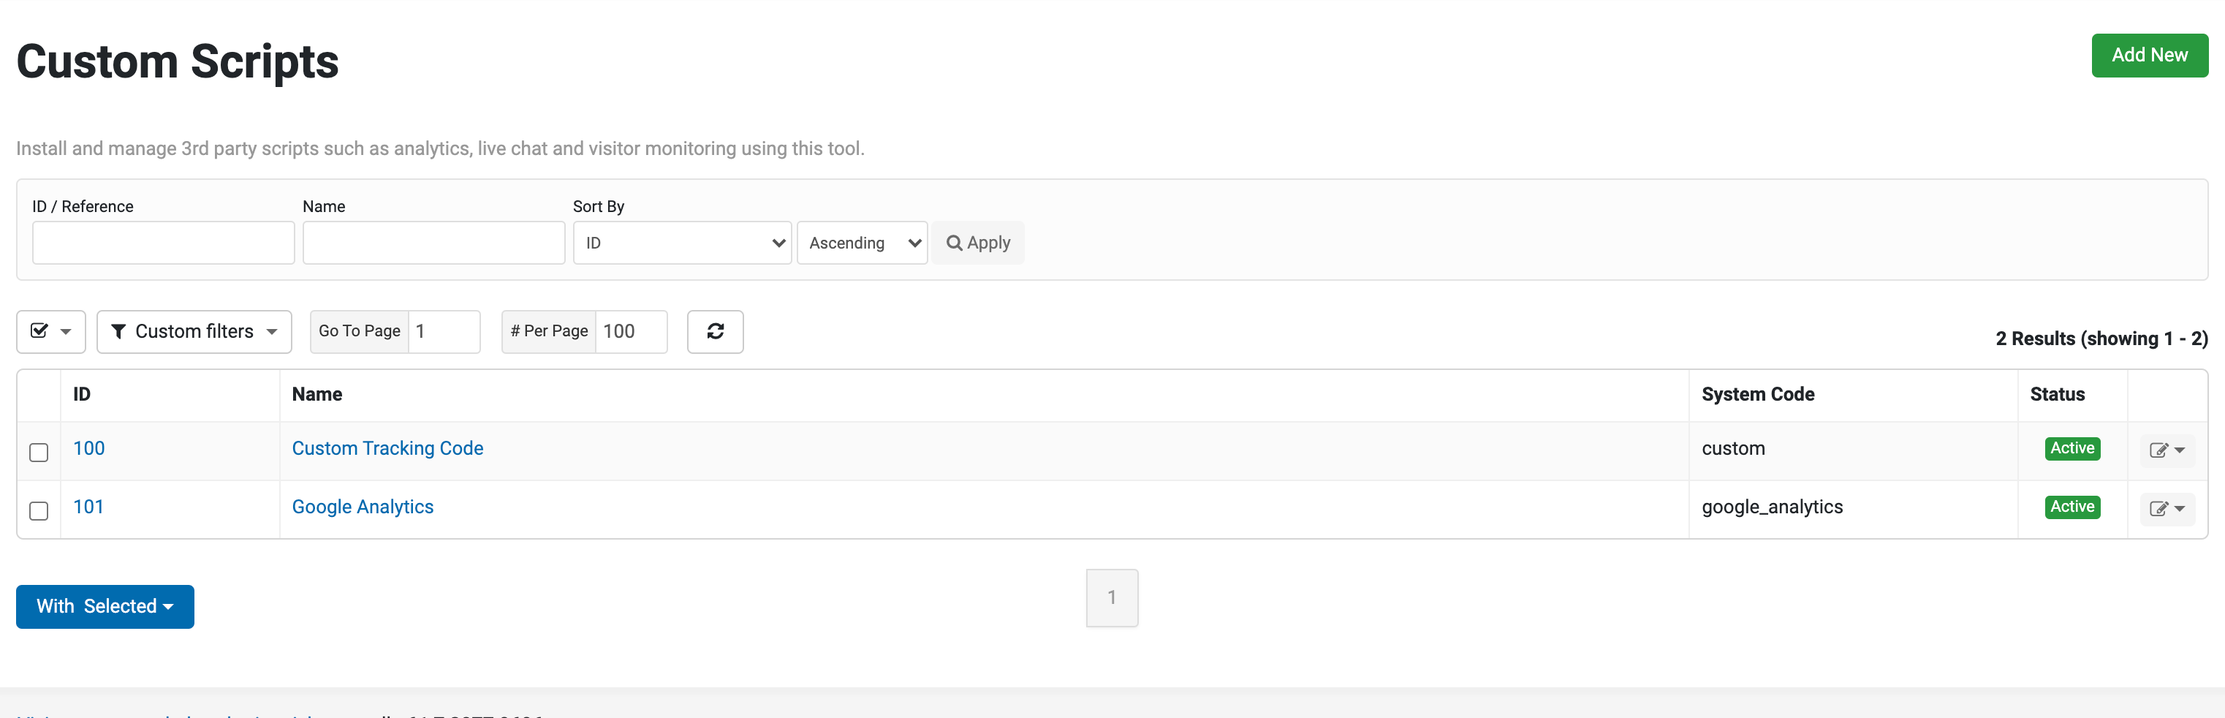 Custom Scripts
Add New
Install and manage 3rd party scripts such as analytics, live chat and visitor monitoring using this tool.
ID / Reference Name Sort By
ID Ascending Apply
Custom filters Go To Page 1 # Per Page 100
2 Results (showing 1 - 2)
ID Name System Code Status
100 Custom Tracking Code custom Active
101 Google Analytics google_analytics Active
With Selected
1